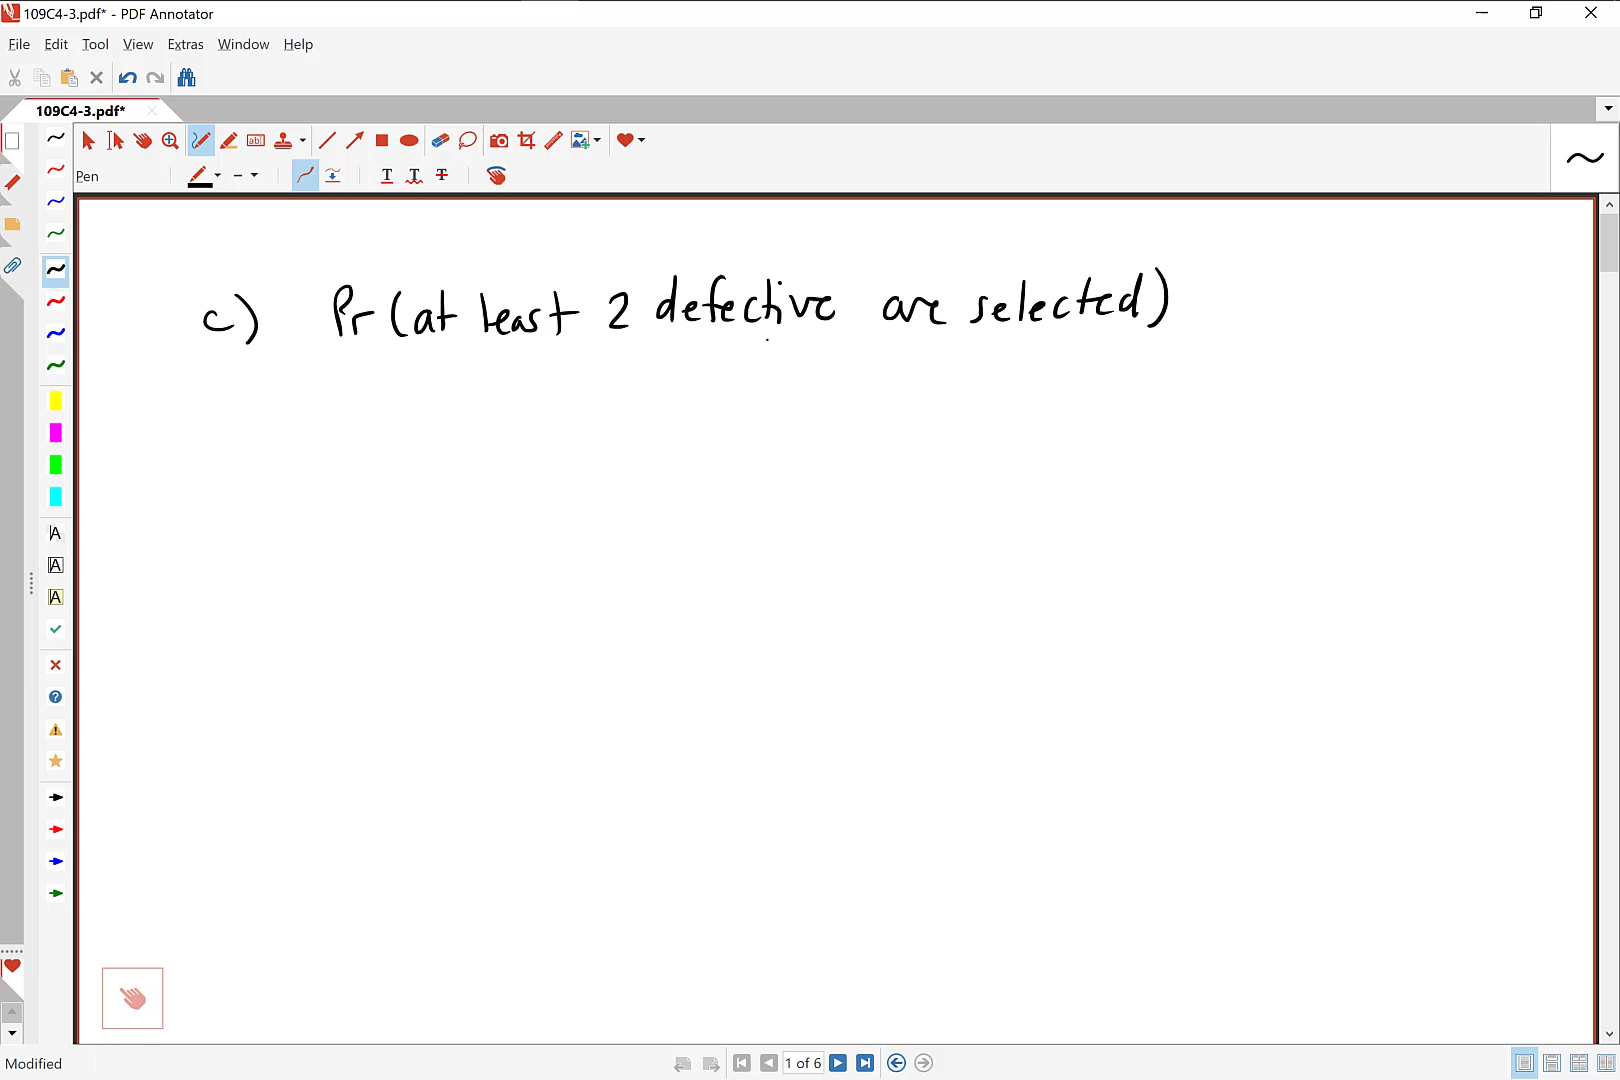 109C4-3.pdf* - PDF Annotator
File Edit Tool View Extras Window Help
109C4-3.pdf*
Pen
c) Pr(at least 2 defective are selected)
Modified
1 of 6